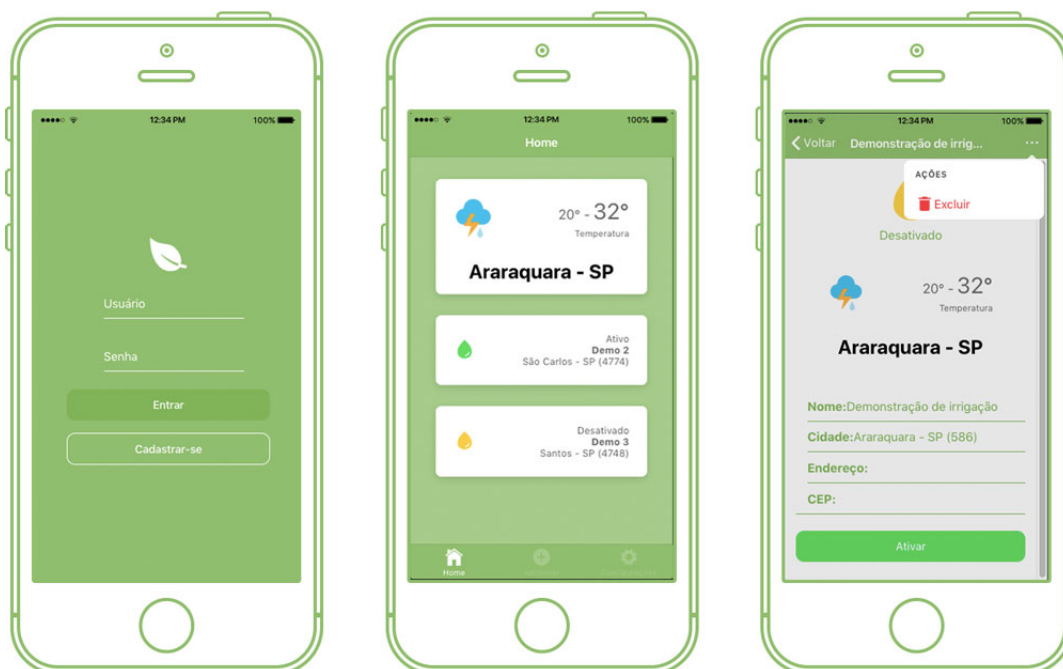 12:34 PM
100%
Usuário
Senha
Entrar
Cadastrar-se
12:34 PM
100%
Home
20° - 32°
Temperatura
Araraquara - SP
Ativo
Demo 2
São Carlos - SP (4774)
Desativado
Demo 3
Santos - SP (4748)
Home
12:34 PM
100%
Voltar
Demonstração de irrig...
AÇÕES
Excluir
Desativado
20° - 32°
Temperatura
Araraquara - SP
Nome:Demonstração de irrigação
Cidade:Araraquara - SP (586)
Endereço:
CEP:
Ativar